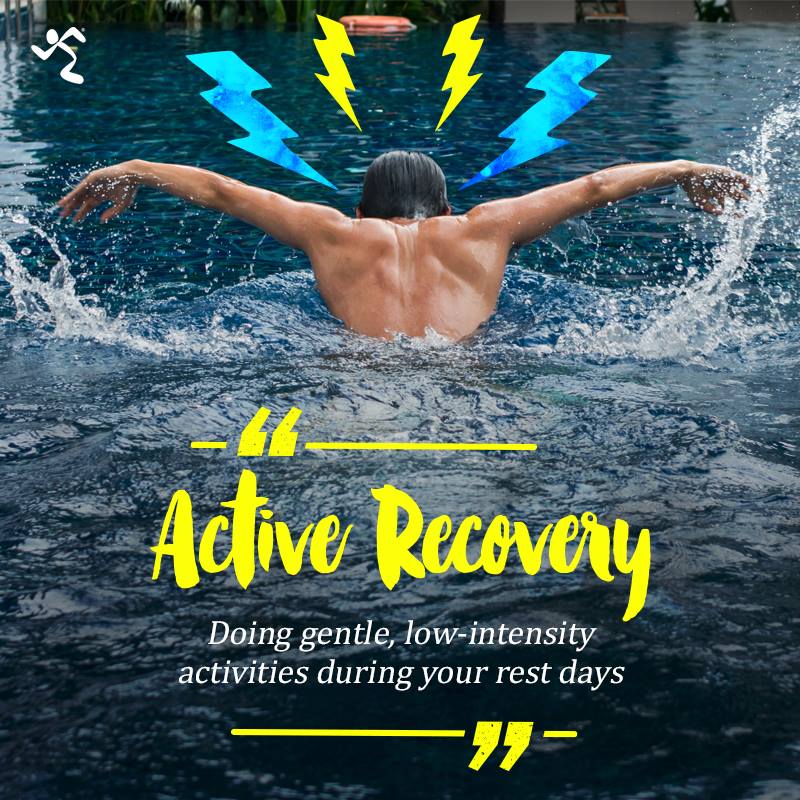 “
Active Recovery
Doing gentle, low-intensity
activities during your rest days
”